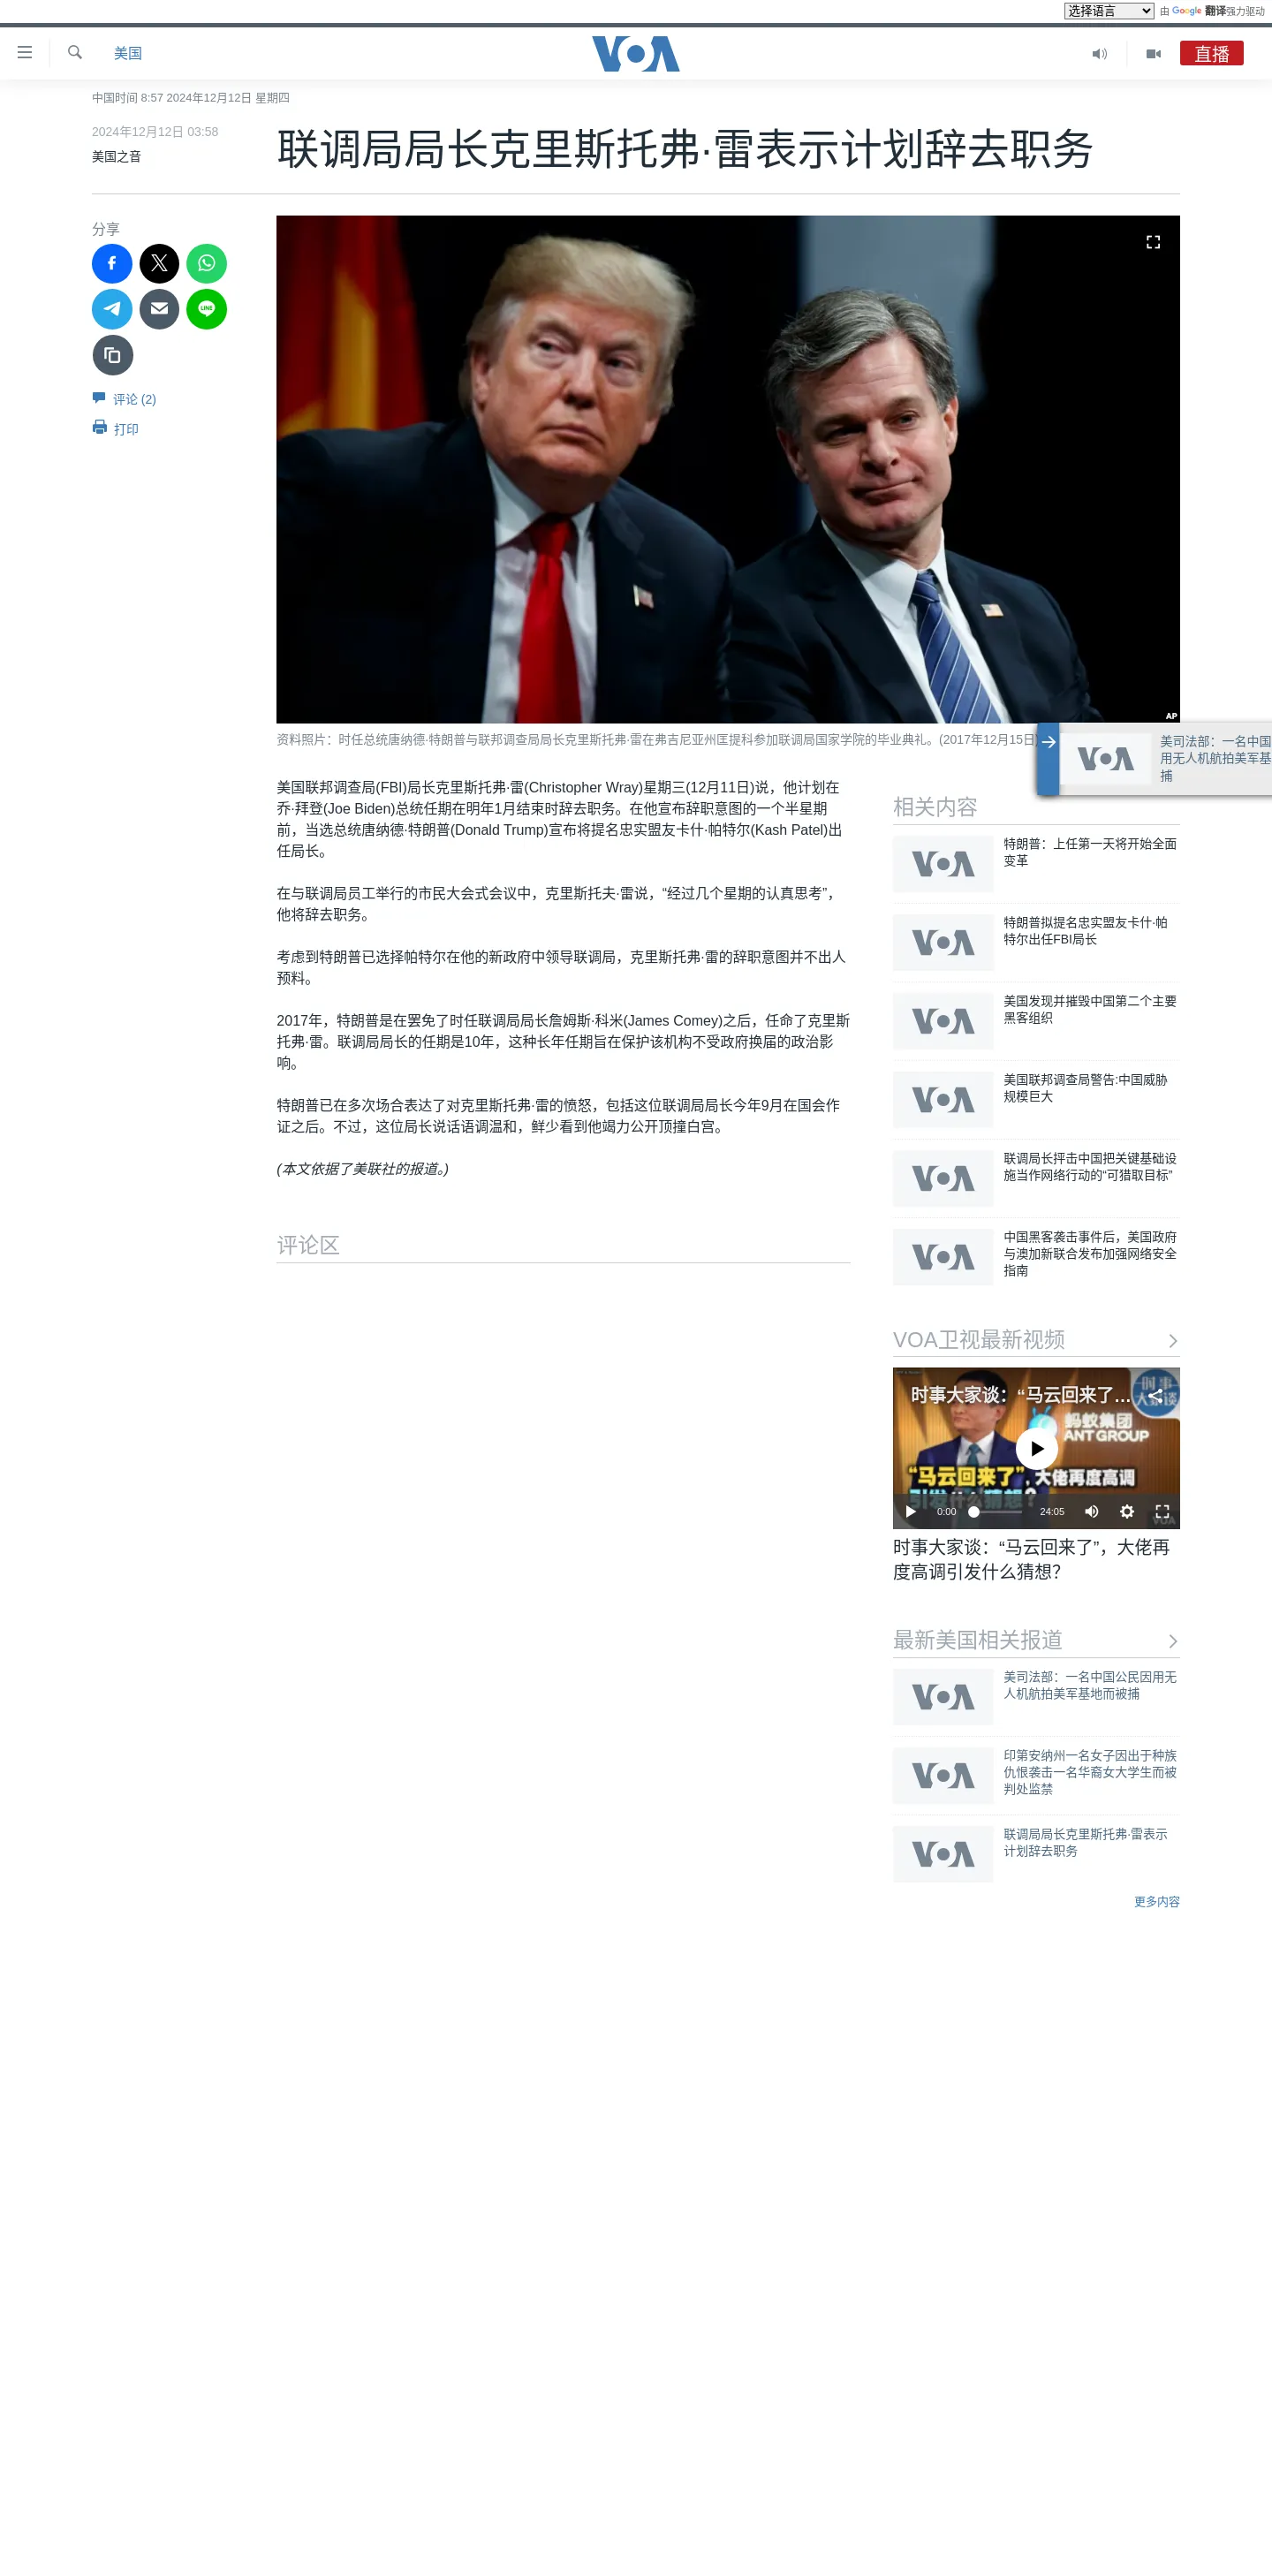 选择语言
由 Google 翻译强力驱动
美国
VOA
直播
中国时间 8:57 2024年12月12日 星期四
2024年12月12日 03:58
美国之音
联调局局长克里斯托弗·雷表示计划辞去职务
分享
LINE
评论 (2)
打印
AP
资料照片：时任总统唐纳德·特朗普与联邦调查局局长克里斯托弗·雷在弗吉尼亚州匡提科参加联调局国家学院的毕业典礼。(2017年12月15日)
美国联邦调查局(FBI)局长克里斯托弗·雷(Christopher Wray)星期三(12月11日)说，他计划在
乔·拜登(Joe Biden)总统任期在明年1月结束时辞去职务。在他宣布辞职意图的一个半星期
前，当选总统唐纳德·特朗普(Donald Trump)宣布将提名忠实盟友卡什·帕特尔(Kash Patel)出
任局长。
在与联调局员工举行的市民大会式会议中，克里斯托夫·雷说，“经过几个星期的认真思考”，
他将辞去职务。
考虑到特朗普已选择帕特尔在他的新政府中领导联调局，克里斯托弗·雷的辞职意图并不出人
预料。
2017年，特朗普是在罢免了时任联调局局长詹姆斯·科米(James Comey)之后，任命了克里斯
托弗·雷。联调局局长的任期是10年，这种长年任期旨在保护该机构不受政府换届的政治影
响。
特朗普已在多次场合表达了对克里斯托弗·雷的愤怒，包括这位联调局局长今年9月在国会作
证之后。不过，这位局长说话语调温和，鲜少看到他竭力公开顶撞白宫。
(本文依据了美联社的报道。)
评论区
VOA
美司法部：一名中国
用无人机航拍美军基
捕
相关内容
VOA
特朗普：上任第一天将开始全面
变革
VOA
特朗普拟提名忠实盟友卡什·帕
特尔出任FBI局长
VOA
美国发现并摧毁中国第二个主要
黑客组织
VOA
美国联邦调查局警告:中国威胁
规模巨大
VOA
联调局长抨击中国把关键基础设
施当作网络行动的“可猎取目标”
VOA
中国黑客袭击事件后，美国政府
与澳加新联合发布加强网络安全
指南
VOA卫视最新视频
时事大家谈：“马云回来了…
时事
大家谈
蚂蚁集团
ANT GROUP
“马云回来了”，大佬再度高调
引发什么猜想？
0:00
24:05
VOA
时事大家谈：“马云回来了”，大佬再
度高调引发什么猜想？
最新美国相关报道
VOA
美司法部：一名中国公民因用无
人机航拍美军基地而被捕
VOA
印第安纳州一名女子因出于种族
仇恨袭击一名华裔女大学生而被
判处监禁
VOA
联调局局长克里斯托弗·雷表示
计划辞去职务
更多内容